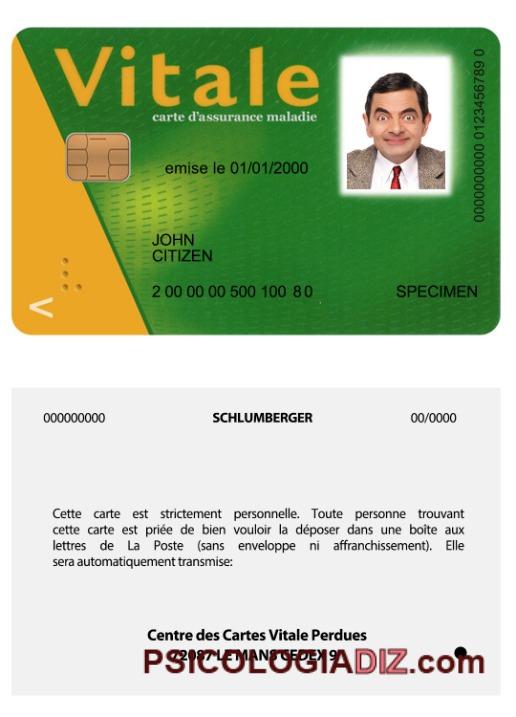 Vitale
carte d'assurance maladie
emise le 01/01/2000
0000000000 0123456789 0
JOHN
CITIZEN
2 00 00 00 500 100 80
SPECIMEN
<
000000000 SCHLUMBERGER 00/0000
Cette carte est strictement personnelle. Toute personne trouvant
cette carte est priée de bien vouloir la déposer dans une boîte aux
lettres de La Poste (sans enveloppe ni affranchissement). Elle
sera automatiquement transmise:
Centre des Cartes Vitale Perdues
72087 LE MANS CEDEX 9
PSICOLOGIADIZ.com